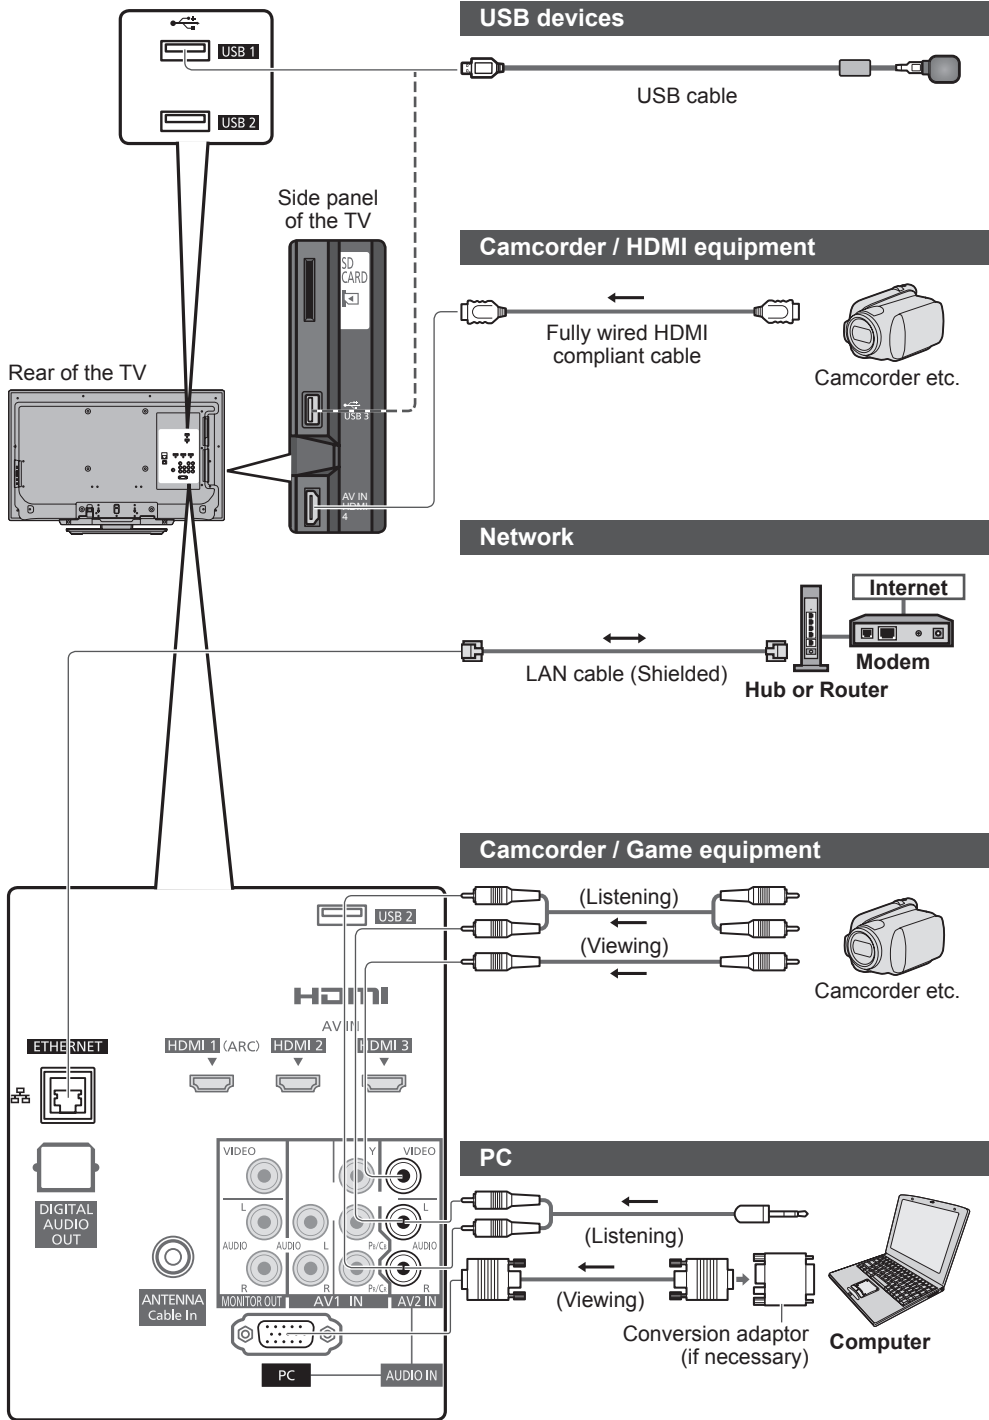 USB devices
USB 1
USB cable
USB 2
Side panel
of the TV
Camcorder / HDMI equipment
SD
CARD
Fully wired HDMI
compliant cable
Camcorder etc.
Rear of the TV
USB 3
AV IN
HDMI
4
Network
Internet
LAN cable (Shielded)
Modem
Hub or Router
Camcorder / Game equipment
(Listening)
USB 2
(Viewing)
Camcorder etc.
HDMI
AV IN
ETHERNET
HDMI 1 (ARC) HDMI 2 HDMI 3
VIDEO Y VIDEO
PC
L L
DIGITAL
AUDIO
OUT
(Listening)
AUDIO AUDIO L PB/CB AUDIO
R R PR/CR R
MONITOR OUT AV1 IN AV2 IN
ANTENNA
Cable In
(Viewing)
Conversion adaptor
(if necessary)
Computer
PC AUDIO IN